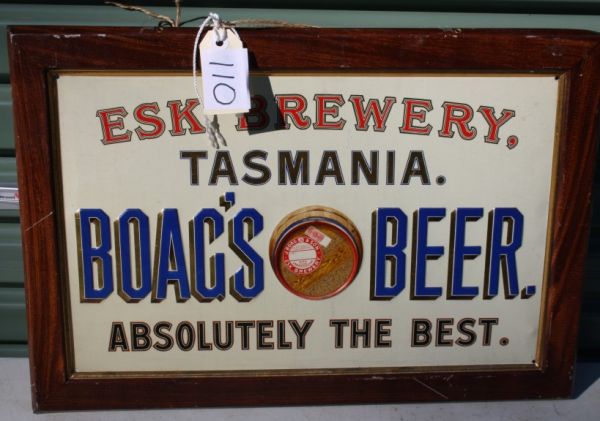 110
ESK BREWERY,
TASMANIA.
BOAG'S BEER.
ABSOLUTELY THE BEST.